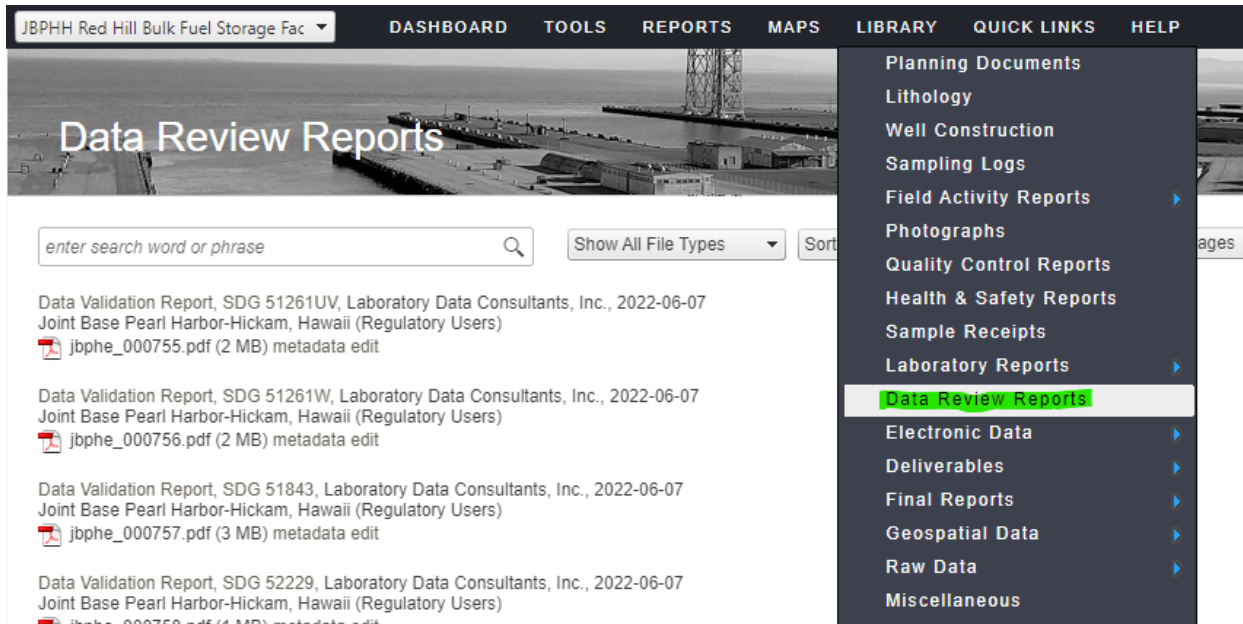 JBPHH Red Hill Bulk Fuel Storage Fac
DASHBOARD TOOLS REPORTS MAPS LIBRARY QUICK LINKS HELP
Data Review Reports
enter search word or phrase
Show All File Types
Sort
ages
Data Validation Report, SDG 51261UV, Laboratory Data Consultants, Inc., 2022-06-07
Joint Base Pearl Harbor-Hickam, Hawaii (Regulatory Users)
jbphe_000755.pdf (2 MB) metadata edit
Data Validation Report, SDG 51261W, Laboratory Data Consultants, Inc., 2022-06-07
Joint Base Pearl Harbor-Hickam, Hawaii (Regulatory Users)
jbphe_000756.pdf (2 MB) metadata edit
Data Validation Report, SDG 51843, Laboratory Data Consultants, Inc., 2022-06-07
Joint Base Pearl Harbor-Hickam, Hawaii (Regulatory Users)
jbphe_000757.pdf (3 MB) metadata edit
Data Validation Report, SDG 52229, Laboratory Data Consultants, Inc., 2022-06-07
Joint Base Pearl Harbor-Hickam, Hawaii (Regulatory Users)
Planning Documents
Lithology
Well Construction
Sampling Logs
Field Activity Reports
Photographs
Quality Control Reports
Health & Safety Reports
Sample Receipts
Laboratory Reports
Data Review Reports
Electronic Data
Deliverables
Final Reports
Geospatial Data
Raw Data
Miscellaneous